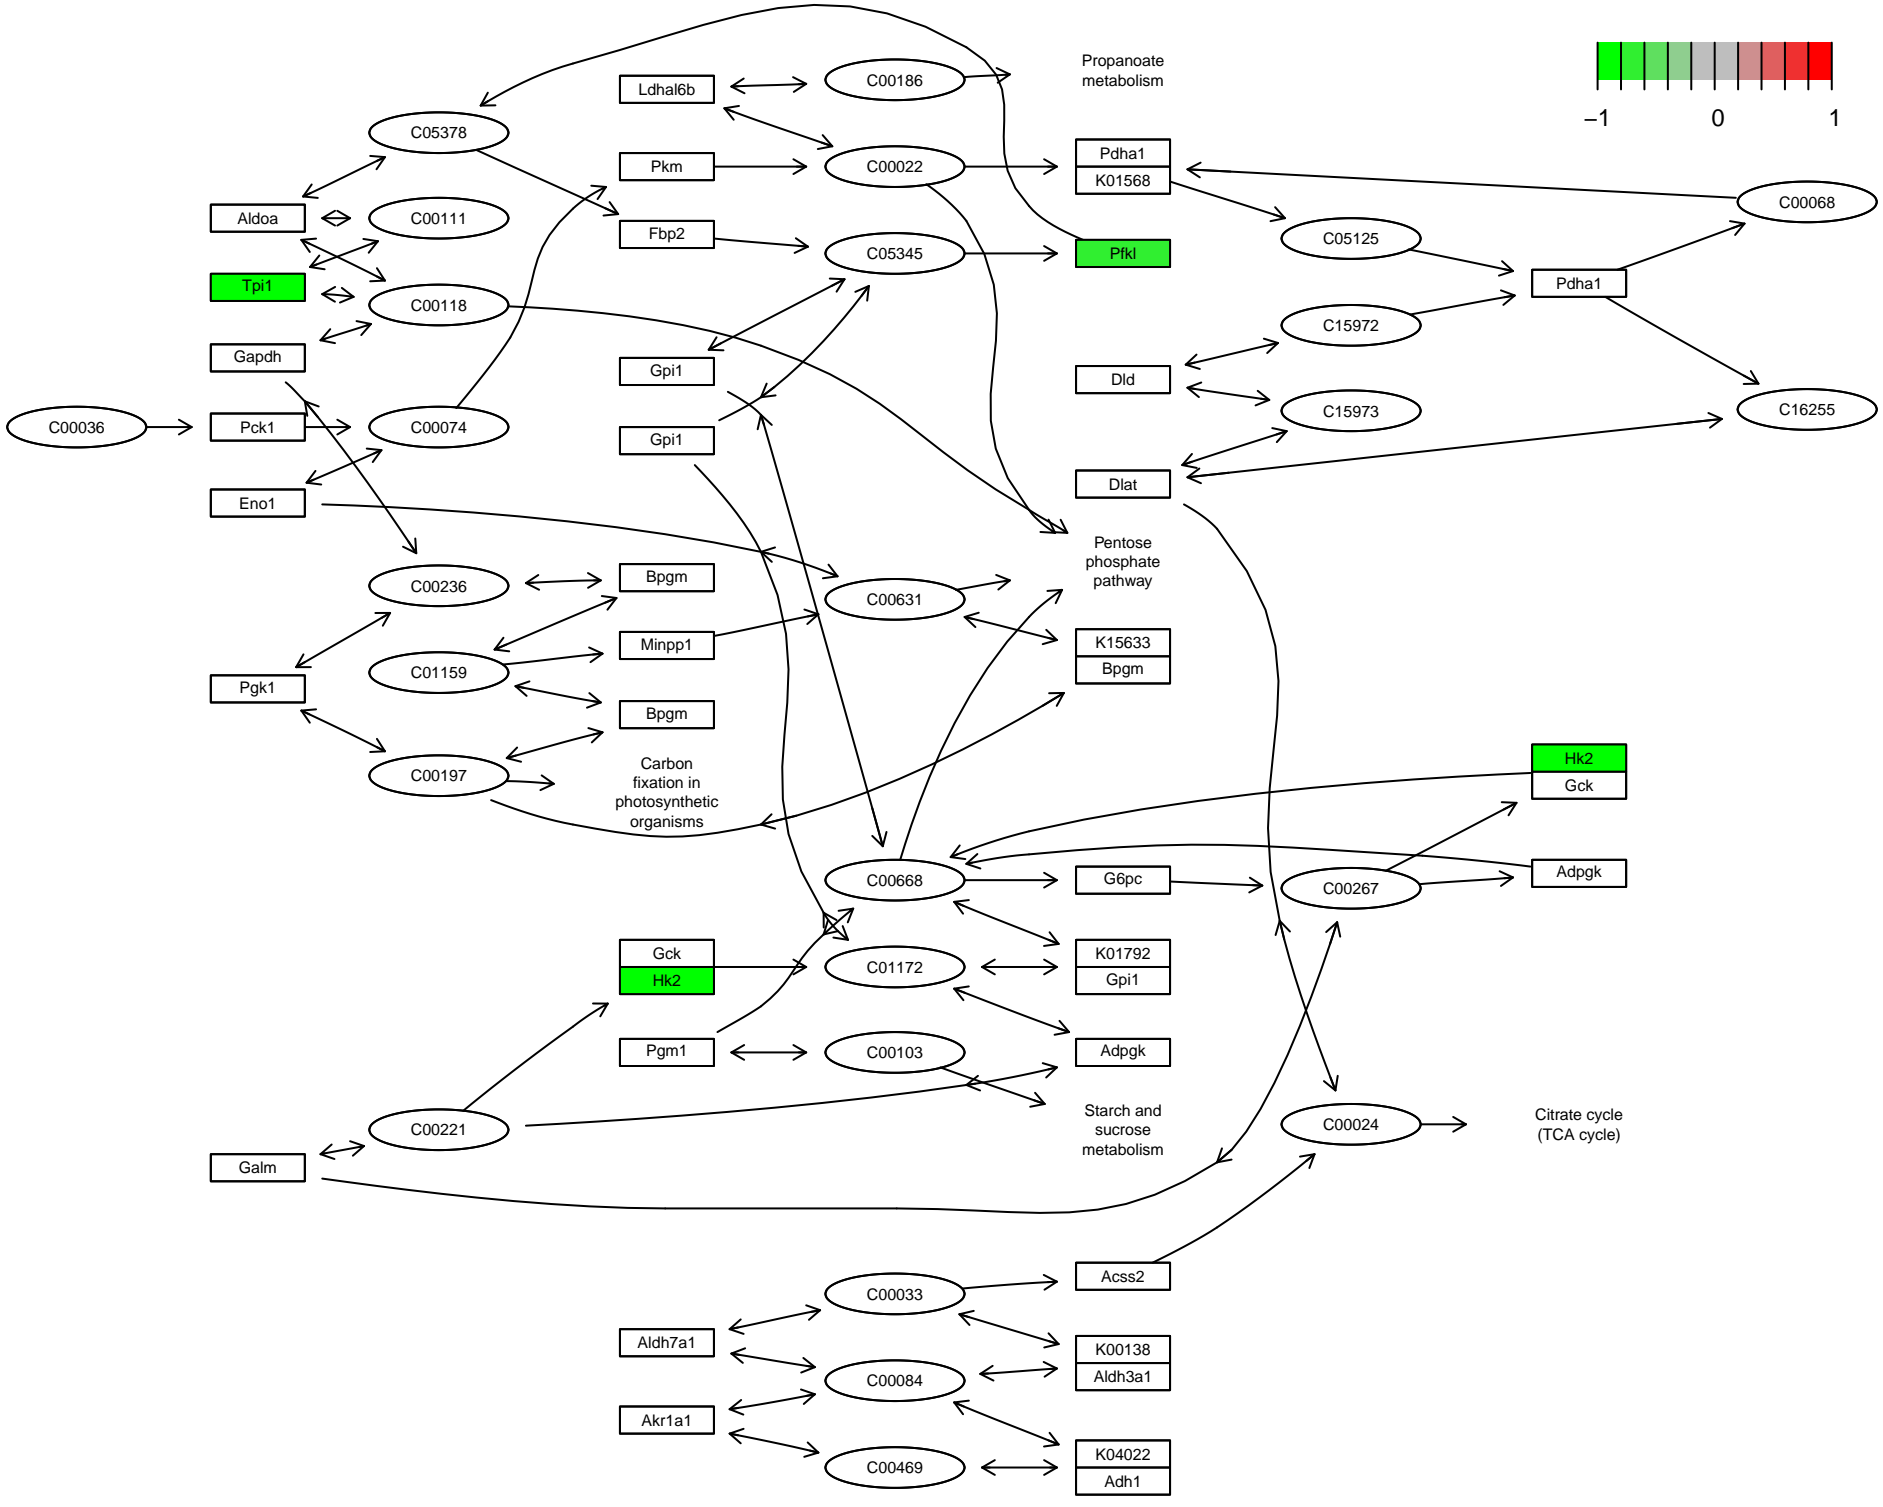 Propanoate
metabolism
−1
0
1
Ldhal6b
C00186
C05378
Pkm
C00022
Pdha1
K01568
Aldoa
C00111
Fbp2
C05345
Pfkl
C05125
C00068
Tpi1
C00118
Pdha1
Gapdh
Gpi1
C15972
Dld
C00036
Pck1
C00074
Gpi1
C15973
C16255
Eno1
Dlat
Pentose
phosphate
pathway
C00236
Bpgm
C00631
Minpp1
K15633
Bpgm
C01159
Pgk1
Bpgm
C00197
Carbon
fixation in
photosynthetic
organisms
Hk2
Gck
C00668
G6pc
C00267
Adpgk
Gck
Hk2
C01172
K01792
Gpi1
Pgm1
C00103
Adpgk
C00221
Starch and
sucrose
metabolism
C00024
Citrate cycle
(TCA cycle)
Galm
C00033
Acss2
Aldh7a1
K00138
Aldh3a1
C00084
Akr1a1
C00469
K04022
Adh1